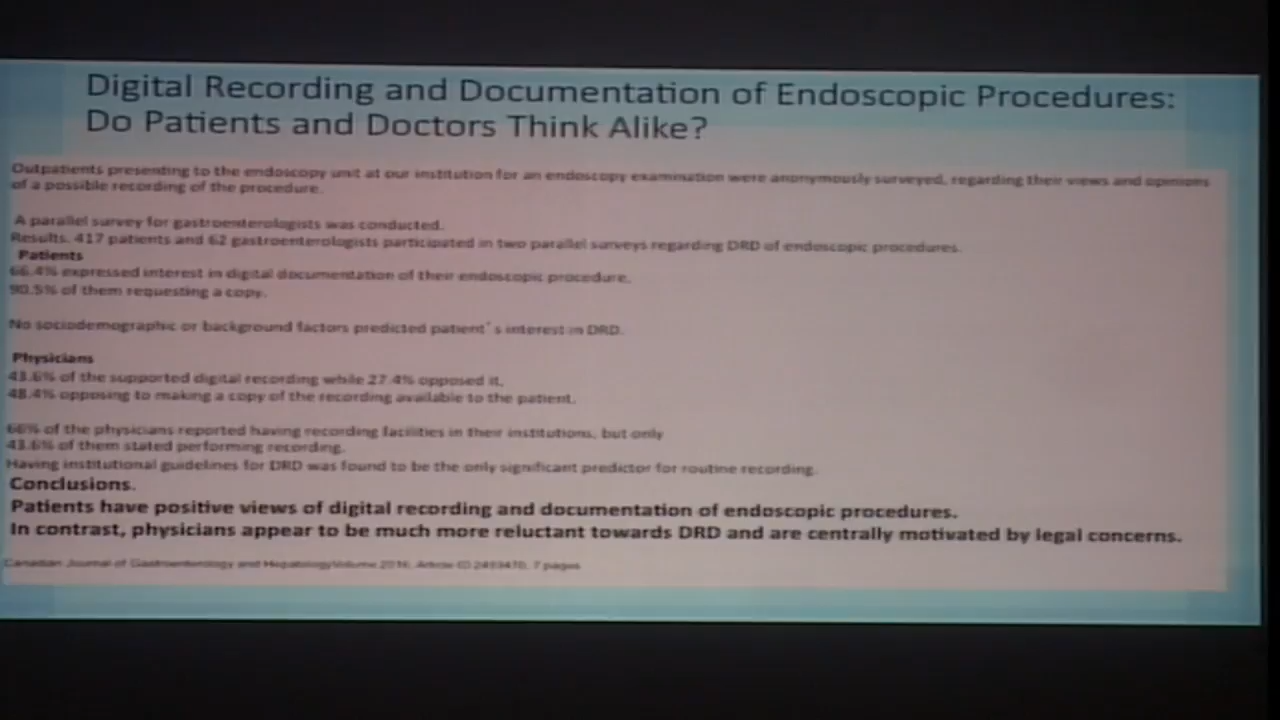 Digital Recording and Documentation of Endoscopic Procedures:
Do Patients and Doctors Think Alike?
Outpatients presenting to the endoscopy unit at our institution for an endoscopy examination were anonymously surveyed, regarding their views and opinions
of a possible recording of the procedure.
A parallel survey for gastroenterologists was conducted.
Results. 417 patients and 62 gastroenterologists participated in two parallel surveys regarding DRD of endoscopic procedures.
Patients
66.4% expressed interest in digital documentation of their endoscopic procedure,
90.5% of them requesting a copy.
No sociodemographic or background factors predicted patient´s interest in DRD.
Physicians
43.6% of the supported digital recording while 27.4% opposed it,
48.4% opposing to making a copy of the recording available to the patient.
66% of the physicians reported having recording facilities in their institutions, but only
43.6% of them stated performing recording.
Having institutional guidelines for DRD was found to be the only significant predictor for routine recording.
Conclusions.
Patients have positive views of digital recording and documentation of endoscopic procedures.
In contrast, physicians appear to be much more reluctant towards DRD and are centrally motivated by legal concerns.
Canadian Journal of Gastroenterology and HepatologyVolume 2016, Article ID 2493470, 7 pages